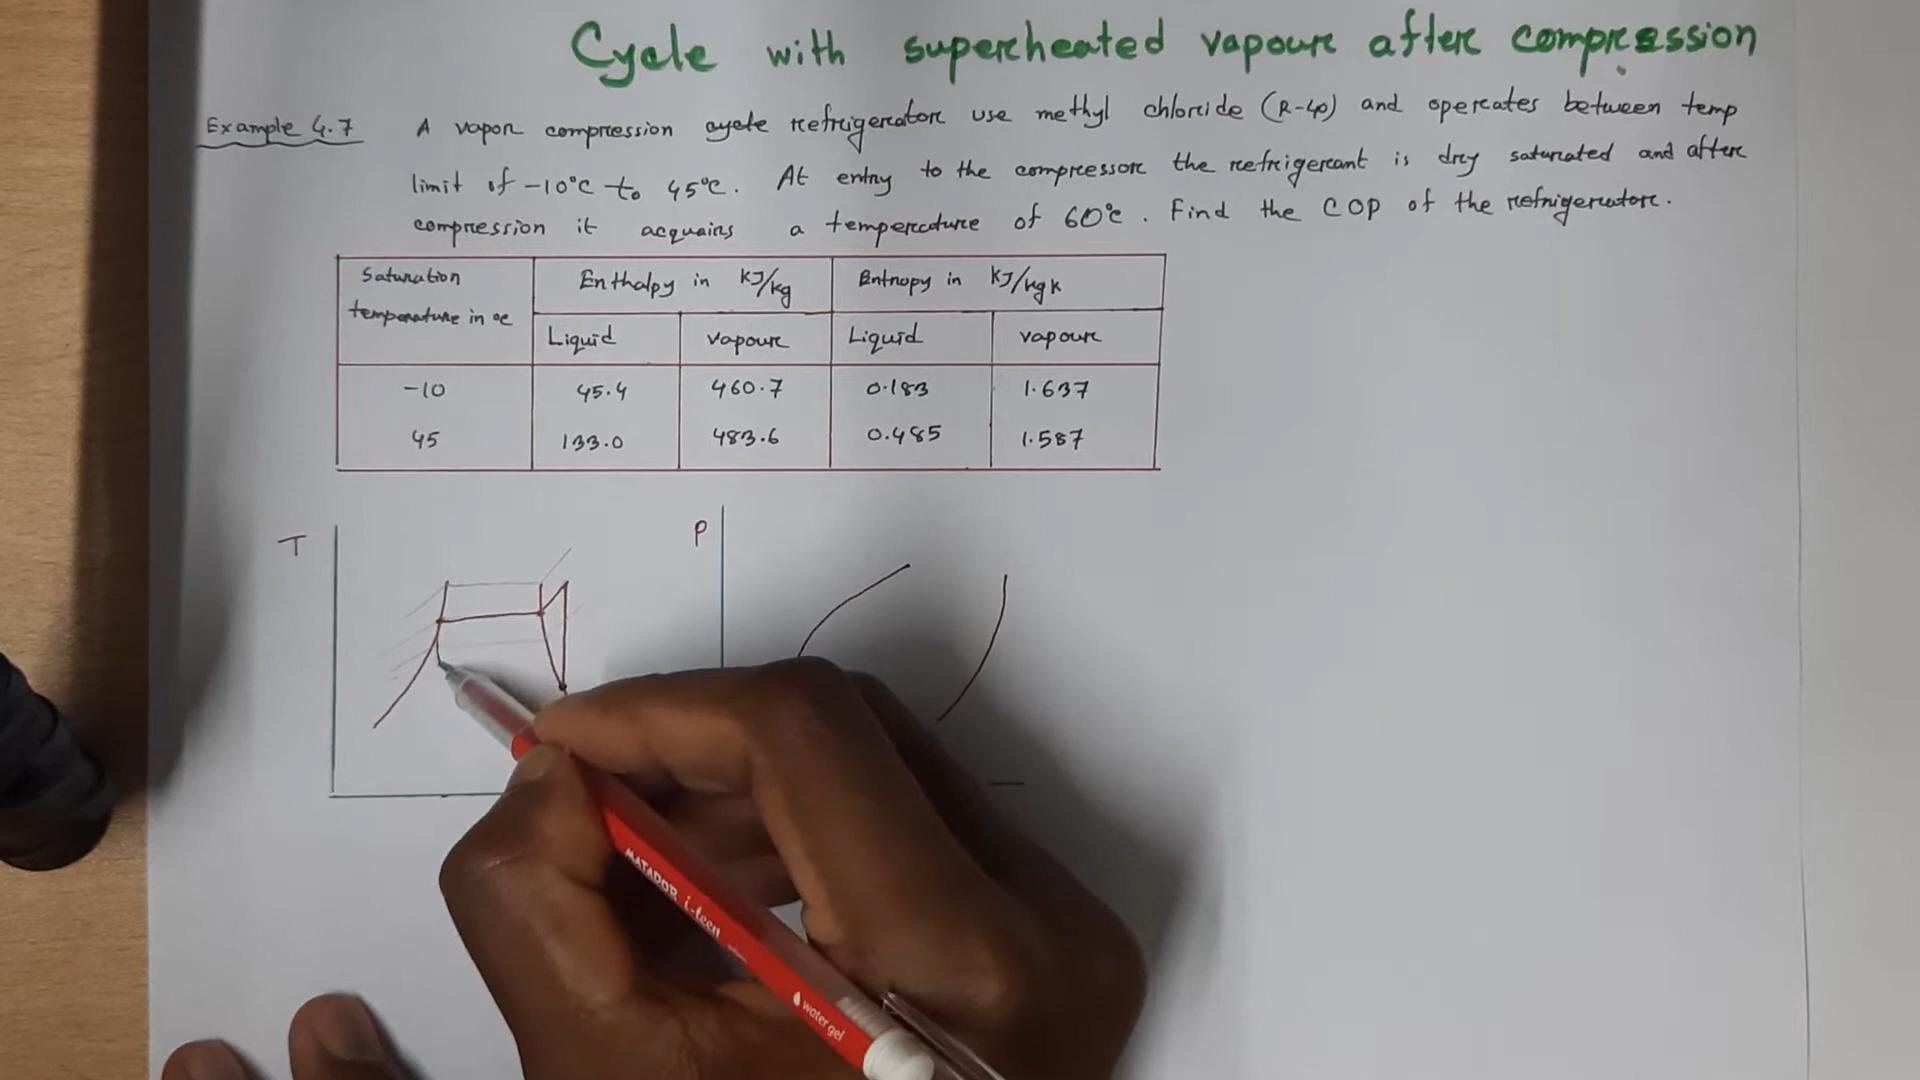 Cycle with supercheated vapoure aftere compression
Example 4.7 A vapor compression cycle refrigerator use methyl chloride (R-40) and operates between temp
limit of -10°C to 45°C. At entry to the compressor the refrigerant is dry saturated and after
compression it acquairs a temperature of 60°C. Find the COP of the refrigerator.
Saturation temperature in °C Enthalpy in kJ/kg Entropy in kJ/kgk
Liquid vapour Liquid vapour
-10 45.4 460.7 0.183 1.637
45 133.0 483.6 0.485 1.587
T P
MATADOR i-teen
water gel